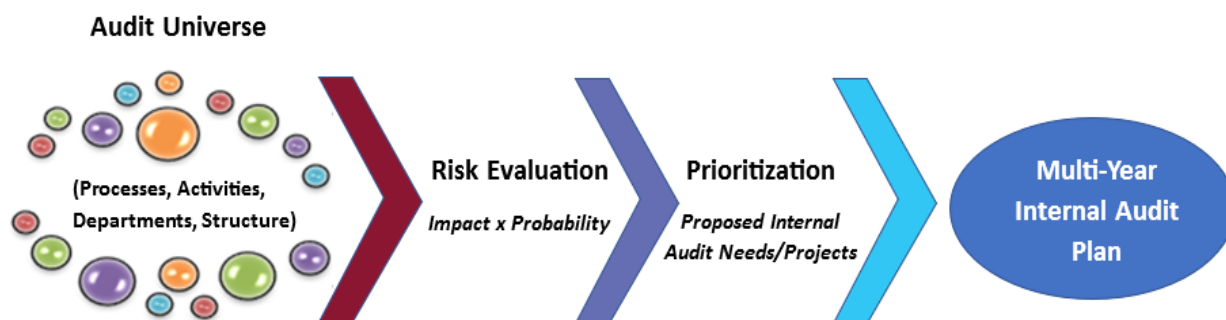 Audit Universe
(Processes, Activities,
Departments, Structure)
Risk Evaluation
Impact x Probability
Prioritization
Proposed Internal
Audit Needs/Projects
Multi-Year
Internal Audit
Plan